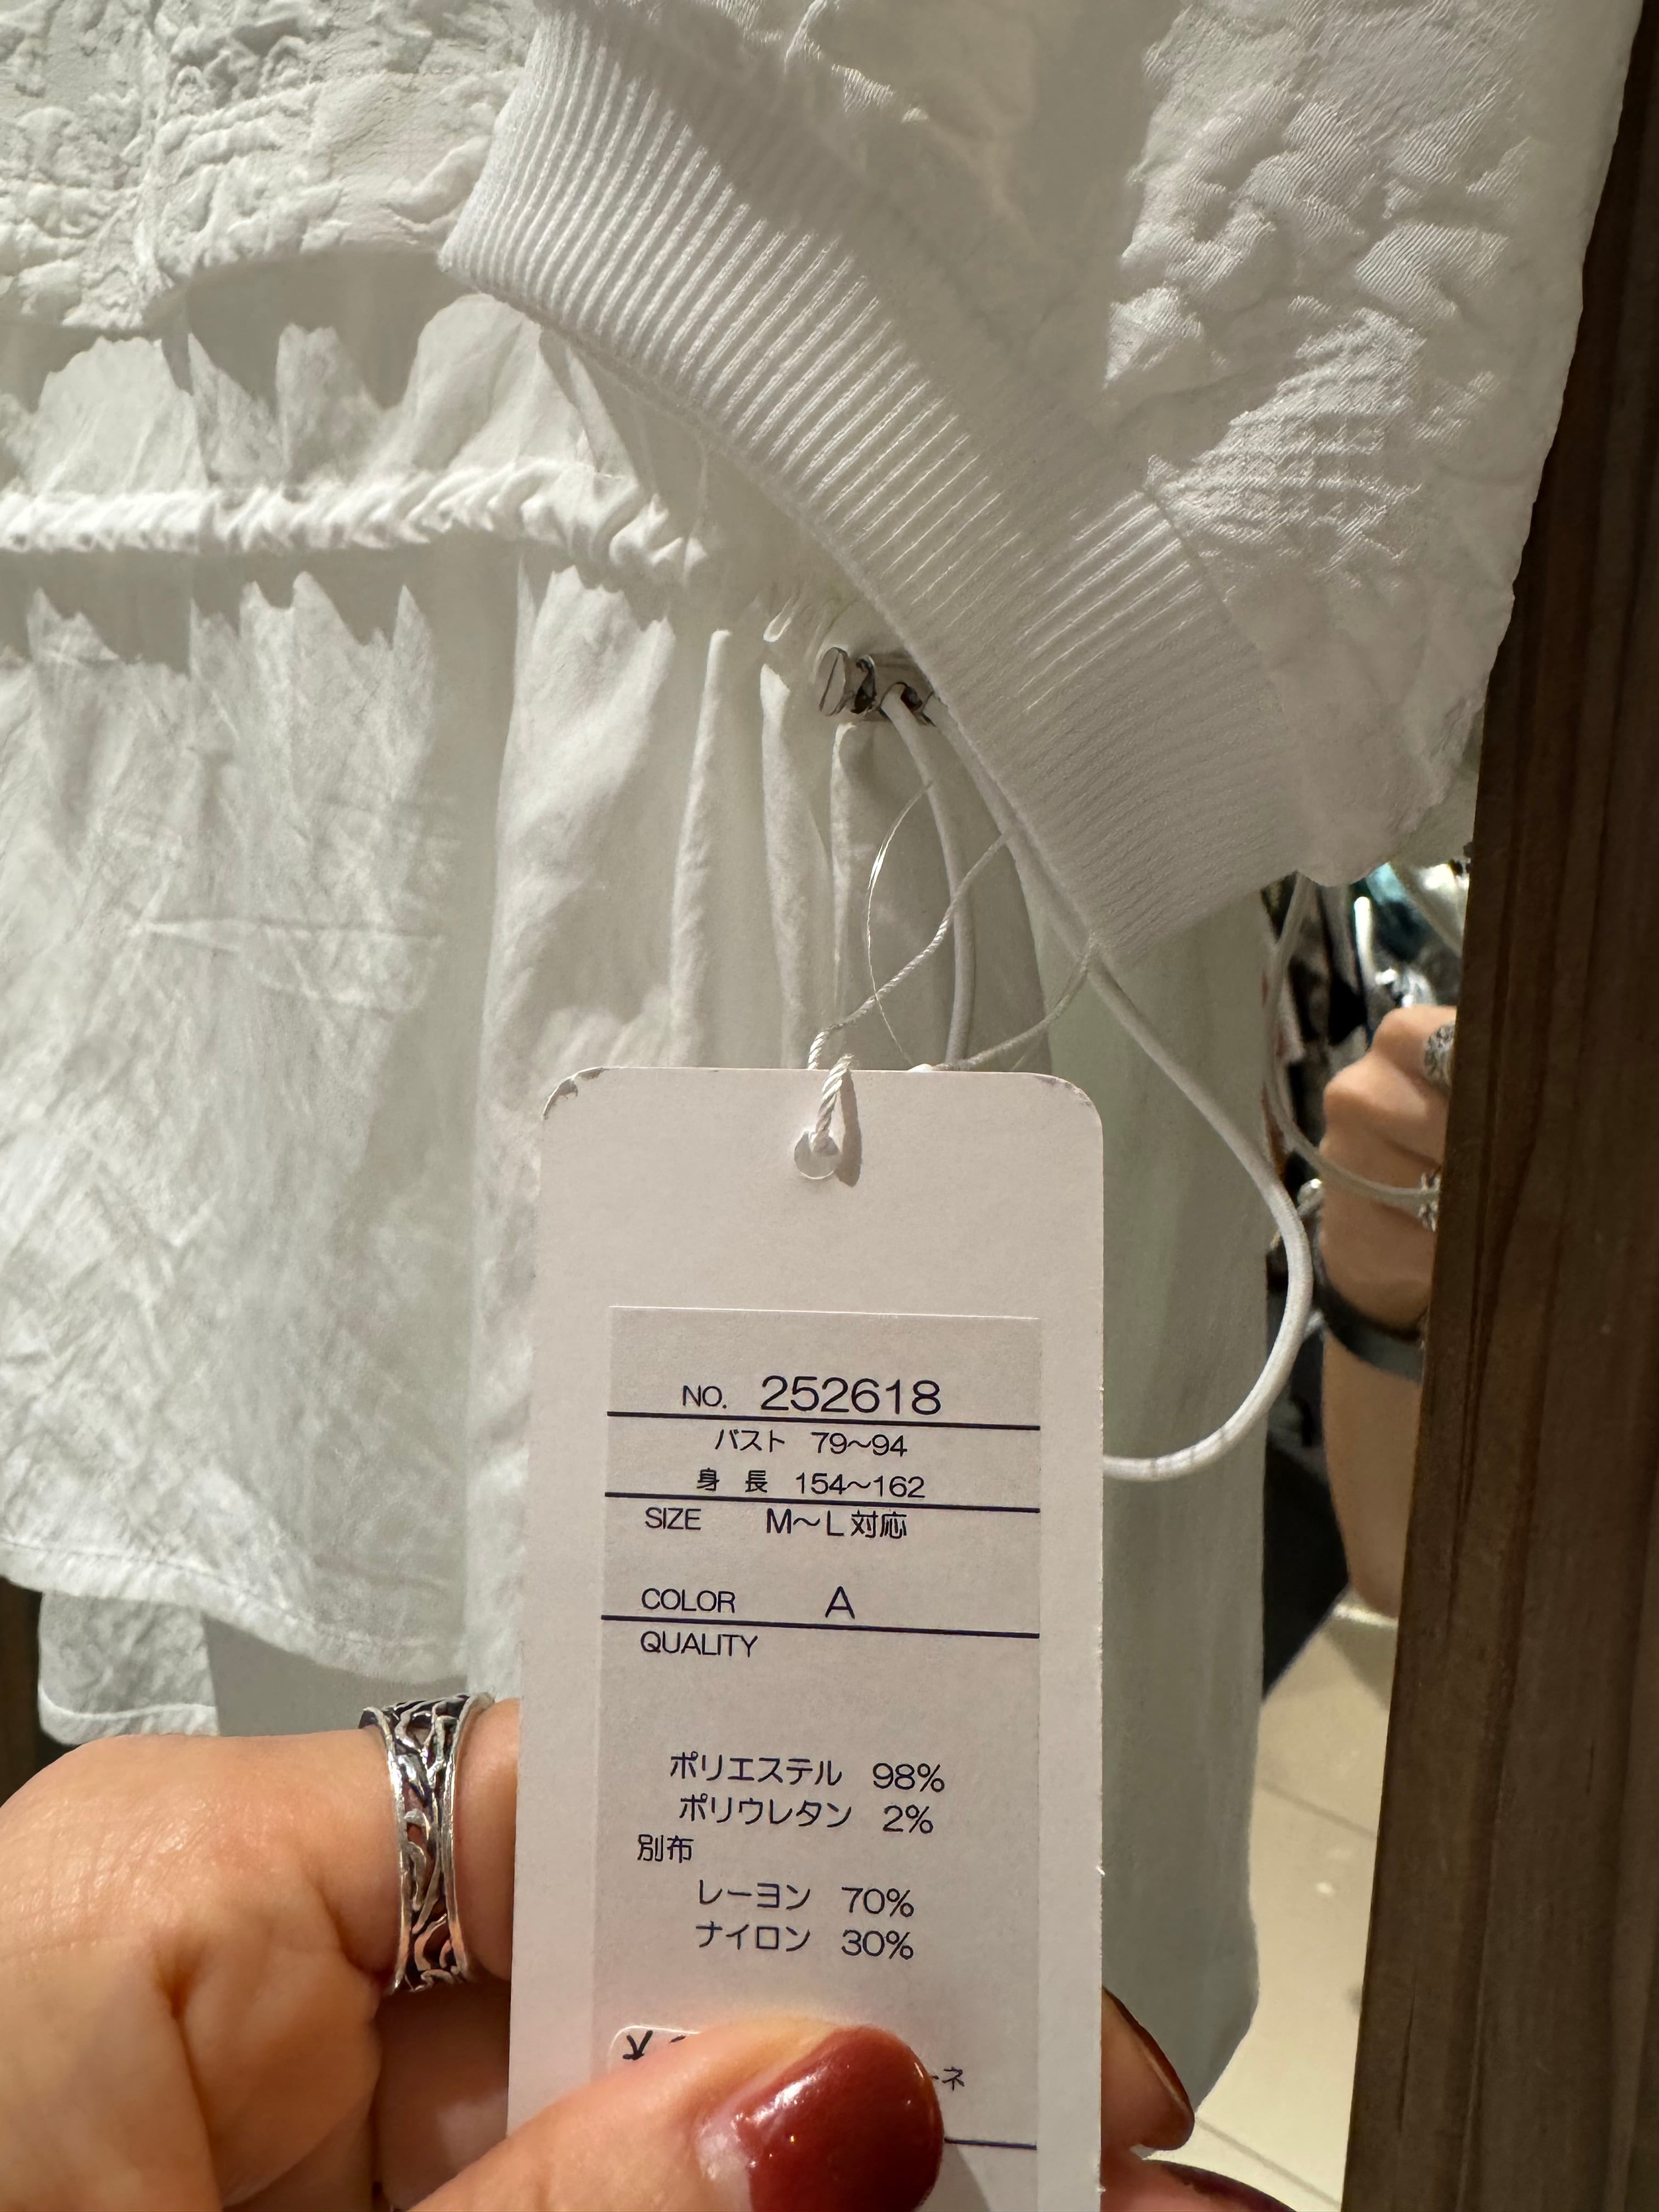 NO. 252618
バスト 79〜94
身長 154〜162
SIZE M〜L対応
COLOR A
QUALITY
ポリエステル 98%
ポリウレタン 2%
別布
レーヨン 70%
ナイロン 30%